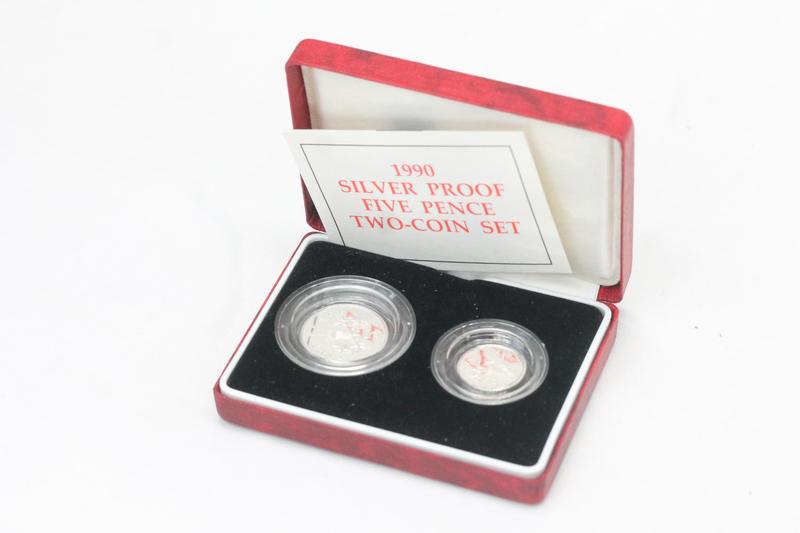 1990
SILVER PROOF
FIVE PENCE
TWO-COIN SET